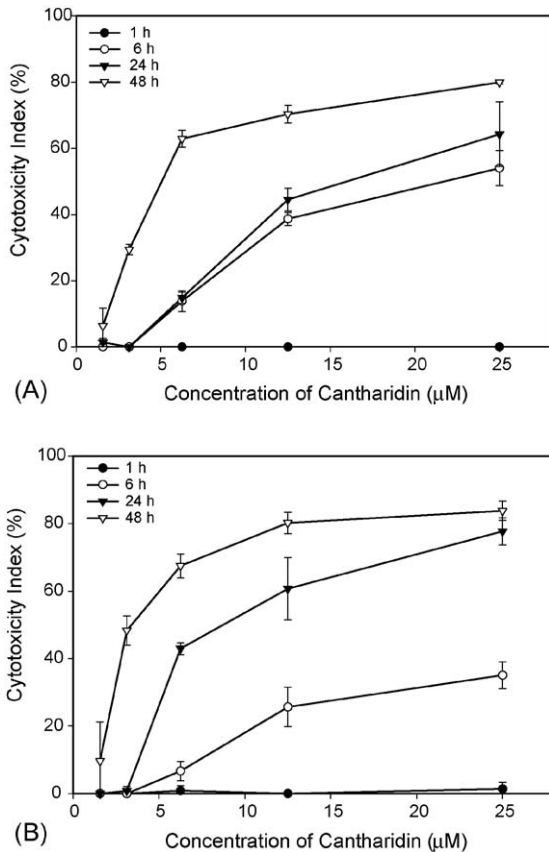 100
80
60
40
20
0
Cytotoxicity Index (%)
1 h
6 h
24 h
48 h
0 5 10 15 20 25
(A)
Concentration of Cantharidin (μM)
100
80
60
40
20
0
Cytotoxicity Index (%)
1 h
6 h
24 h
48 h
0 5 10 15 20 25
(B)
Concentration of Cantharidin (μM)